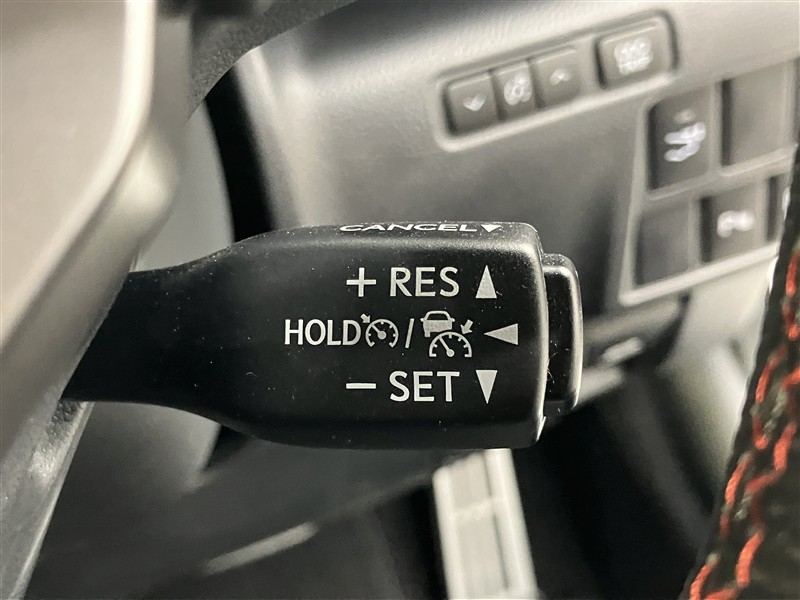 CANCEL▼
+ RES ▲
HOLD / ◀
− SET ▼